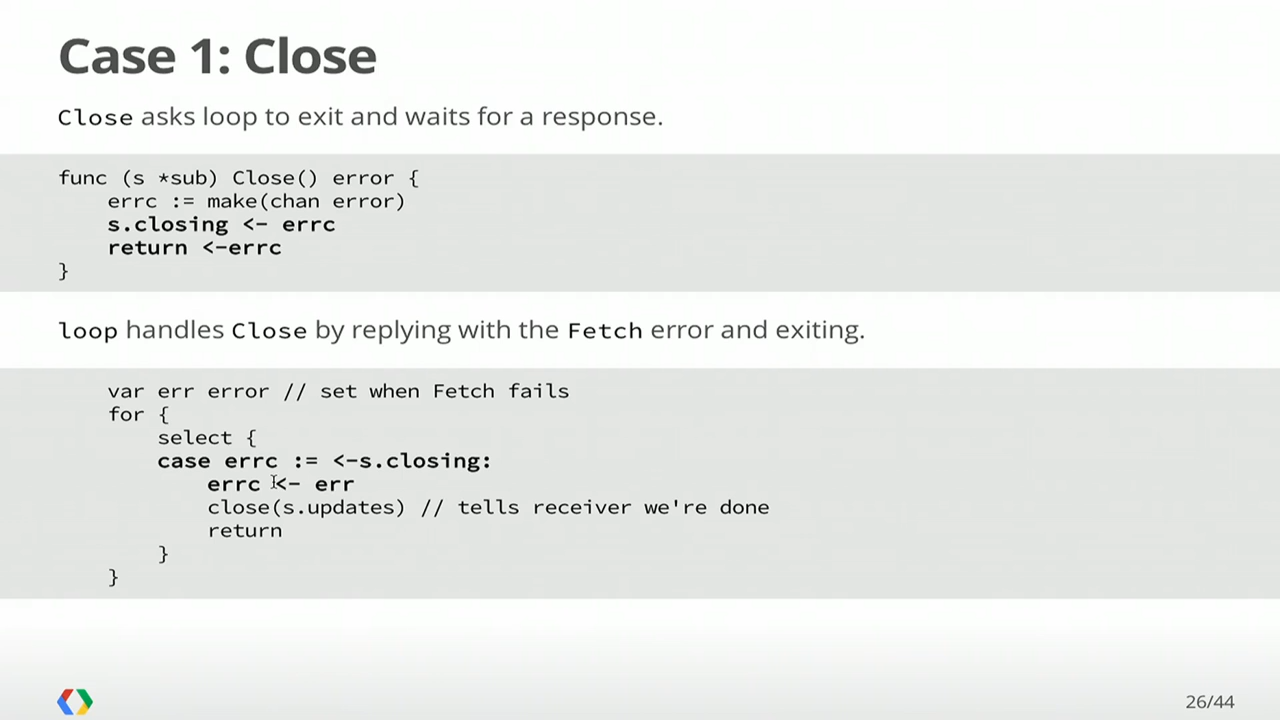 Case 1: Close
Close asks loop to exit and waits for a response.
func (s *sub) Close() error {
    errc := make(chan error)
    s.closing <- errc
    return <-errc
}
loop handles Close by replying with the Fetch error and exiting.
    var err error // set when Fetch fails
    for {
        select {
        case errc := <-s.closing:
            errc <- err
            close(s.updates) // tells receiver we're done
            return
        }
    }
26/44